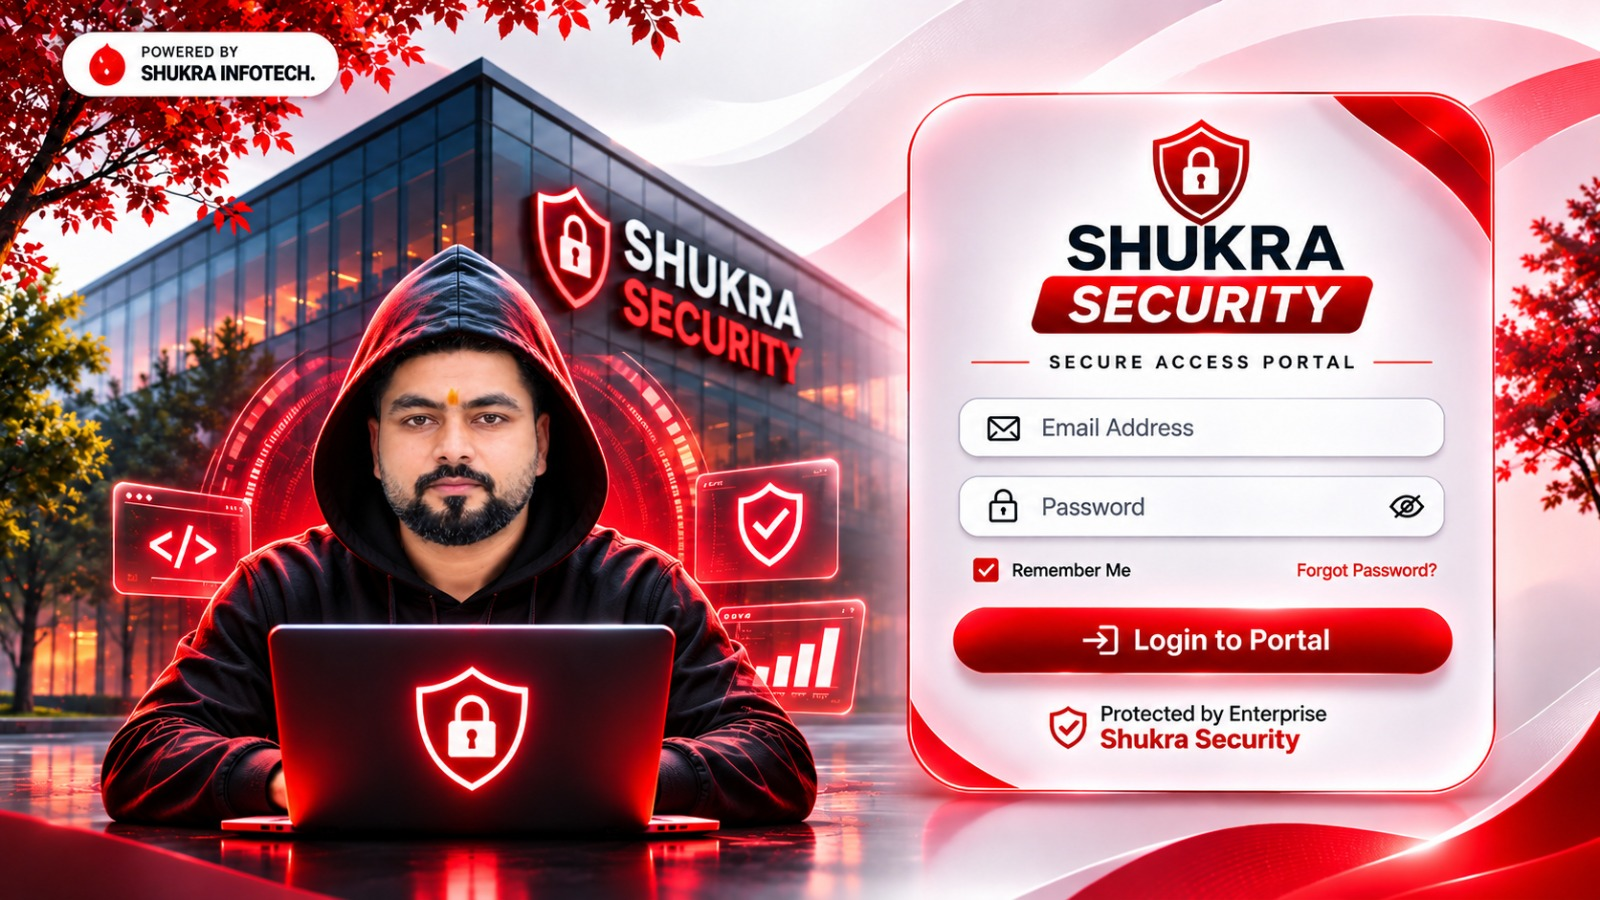 POWERED BY
SHUKRA INFOTECH.
SHUKRA
SECURITY
</>
SHUKRA
SECURITY
SECURE ACCESS PORTAL
Email Address
Password
Remember Me
Forgot Password?
Login to Portal
Protected by Enterprise
Shukra Security